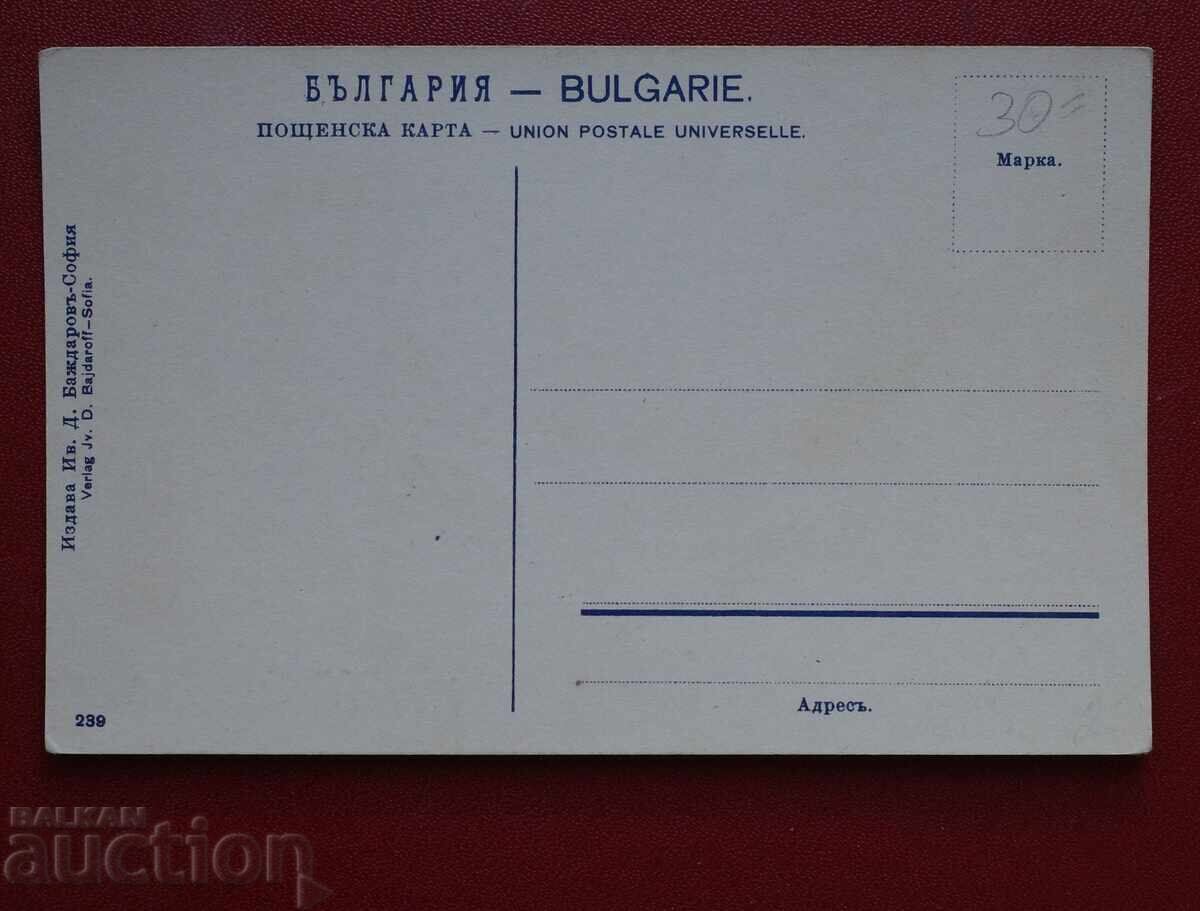 БЪЛГАРИЯ — BULGARIE.
ПОЩЕНСКА КАРТА — UNION POSTALE UNIVERSELLE.
30=
Марка.
Издава Ив. Д. Баждаровъ-София
Verlag Jv. D. Bajdaroff–Sofia.
239
Адресъ.
BALKAN
auction